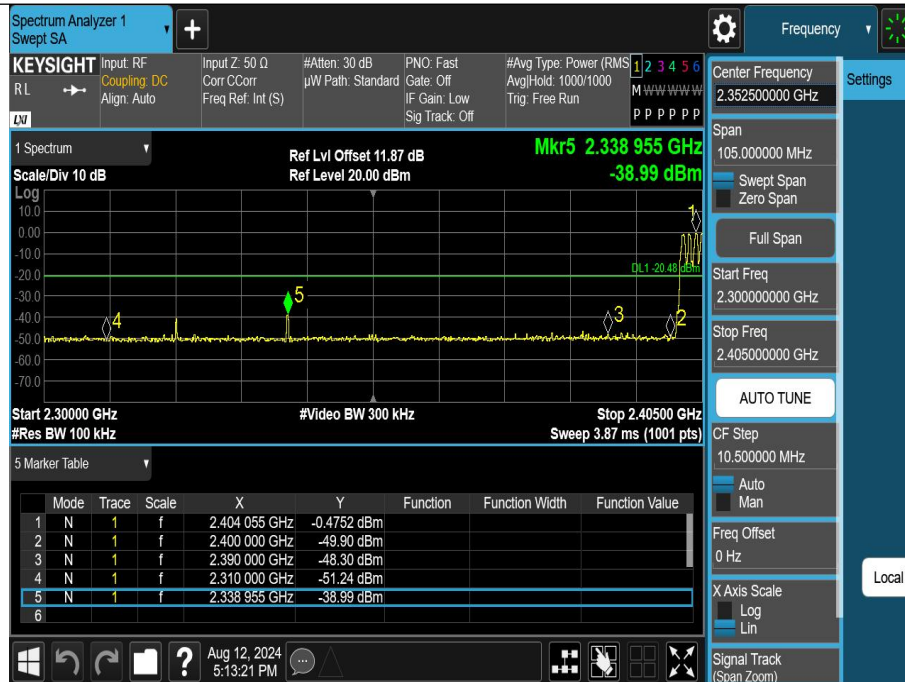 Spectrum Analyzer 1
Swept SA
+
Frequency
KEYSIGHT
RL
LXI
Input: RF
Coupling: DC
Align: Auto
Input Z: 50 Ω
Corr CCorr
Freq Ref: Int (S)
#Atten: 30 dB
µW Path: Standard
PNO: Fast
Gate: Off
IF Gain: Low
Sig Track: Off
#Avg Type: Power (RMS
Avg|Hold: 1000/1000
Trig: Free Run
1 2 3 4 5 6
M W W W W W
P P P P P P
1 Spectrum
Scale/Div 10 dB
Ref Lvl Offset 11.87 dB
Ref Level 20.00 dBm
Mkr5 2.338 955 GHz
-38.99 dBm
Log
10.0
0.00
-10.0
-20.0
-30.0
-40.0
-50.0
-60.0
-70.0
1
DL1 -20.48 dBm
5
4
3
2
Start 2.30000 GHz
#Video BW 300 kHz
Stop 2.40500 GHz
#Res BW 100 kHz
Sweep 3.87 ms (1001 pts)
5 Marker Table
Mode Trace Scale X Y Function Function Width Function Value
1 N 1 f 2.404 055 GHz -0.4752 dBm
2 N 1 f 2.400 000 GHz -49.90 dBm
3 N 1 f 2.390 000 GHz -48.30 dBm
4 N 1 f 2.310 000 GHz -51.24 dBm
5 N 1 f 2.338 955 GHz -38.99 dBm
6
?
Aug 12, 2024
5:13:21 PM
Center Frequency
2.352500000 GHz
Settings
Span
105.000000 MHz
Swept Span
Zero Span
Full Span
Start Freq
2.300000000 GHz
Stop Freq
2.405000000 GHz
AUTO TUNE
CF Step
10.500000 MHz
Auto
Man
Freq Offset
0 Hz
Local
X Axis Scale
Log
Lin
Signal Track
(Span Zoom)